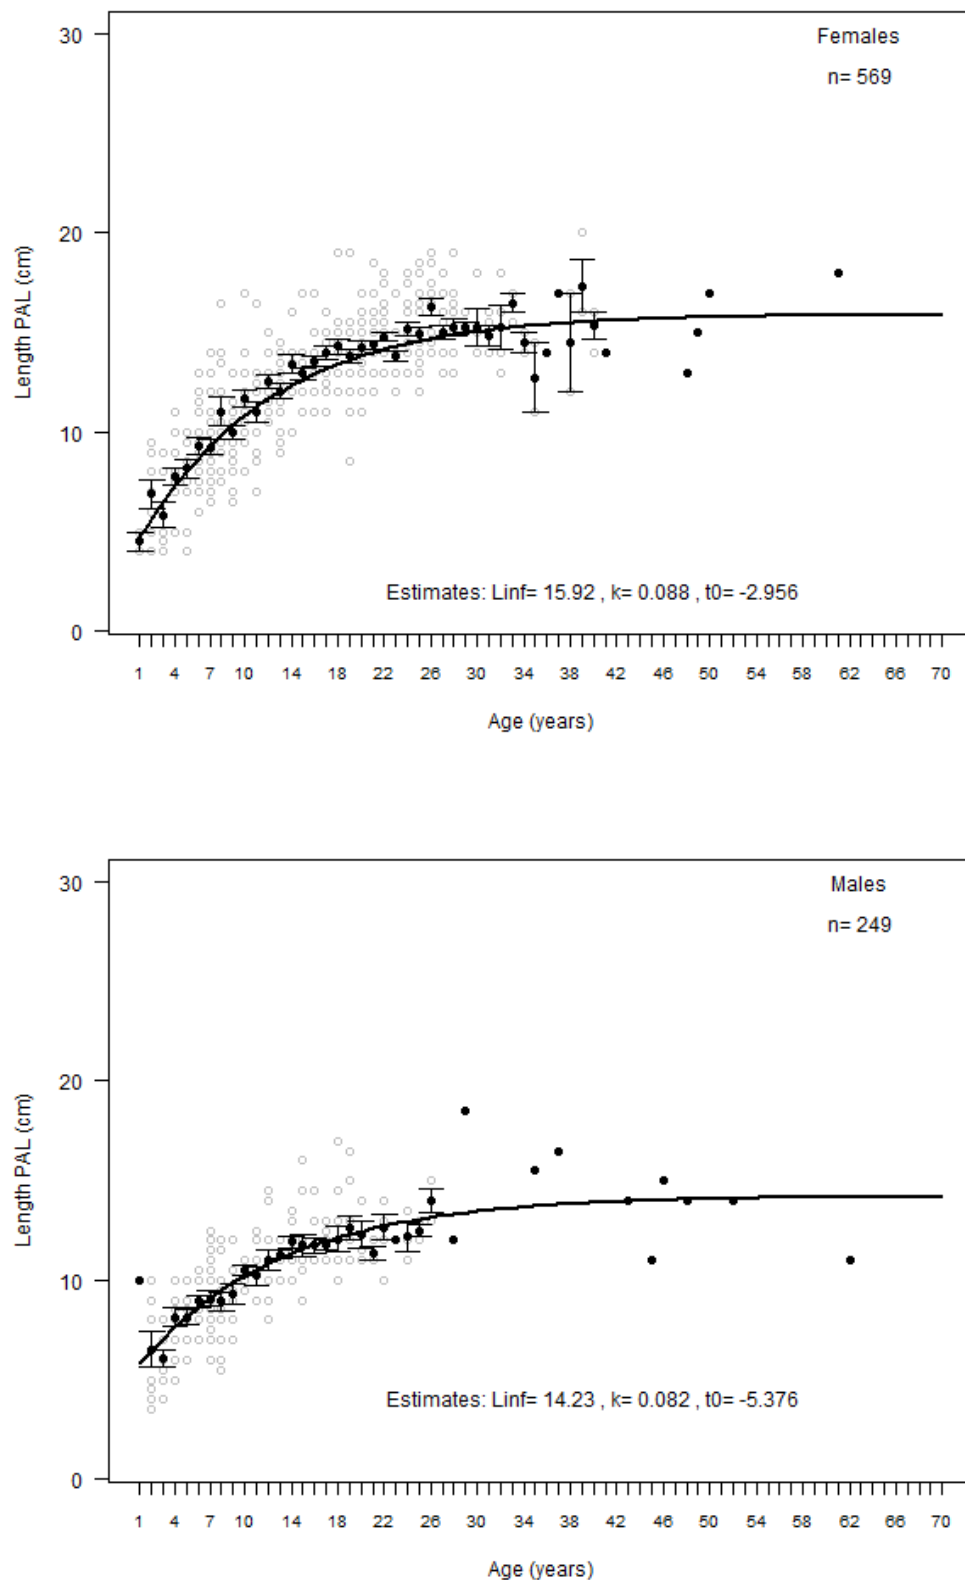 Females
n= 569
30
20
10
0
Length PAL (cm)
Estimates: Linf= 15.92 , k= 0.088 , t0= -2.956
1 4 7 10 14 18 22 26 30 34 38 42 46 50 54 58 62 66 70
Age (years)
Males
n= 249
30
20
10
0
Length PAL (cm)
Estimates: Linf= 14.23 , k= 0.082 , t0= -5.376
1 4 7 10 14 18 22 26 30 34 38 42 46 50 54 58 62 66 70
Age (years)